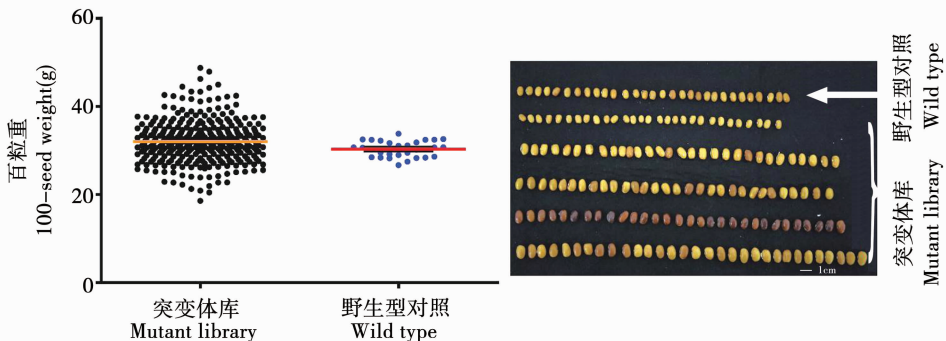 百粒重
100-seed weight(g)
60
40
20
0
突变体库
Mutant library
野生型对照
Wild type
野生型对照
Wild type
突变体库
Mutant library
1cm